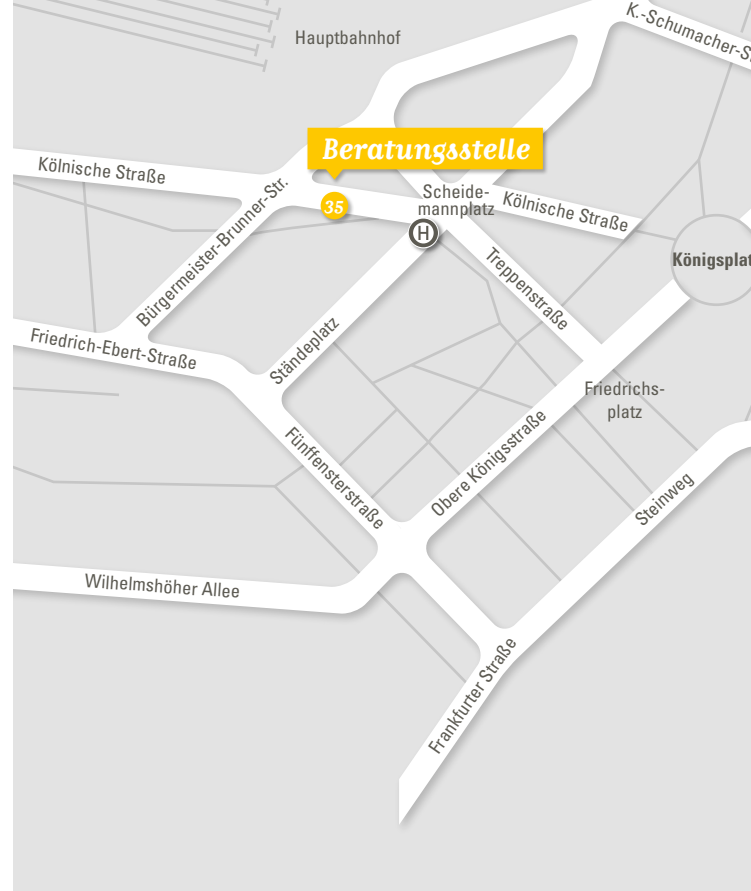 K.-Schumacher-S
Hauptbahnhof
Beratungsstelle
Kölnische Straße
35
Scheide-
mannplatz
Kölnische Straße
H
Bürgermeister-Brunner-Str.
Königsplat
Treppenstraße
Friedrich-Ebert-Straße
Ständeplatz
Friedrichs-
platz
Fünffensterstraße
Obere Königsstraße
Steinweg
Wilhelmshöher Allee
Frankfurter Straße